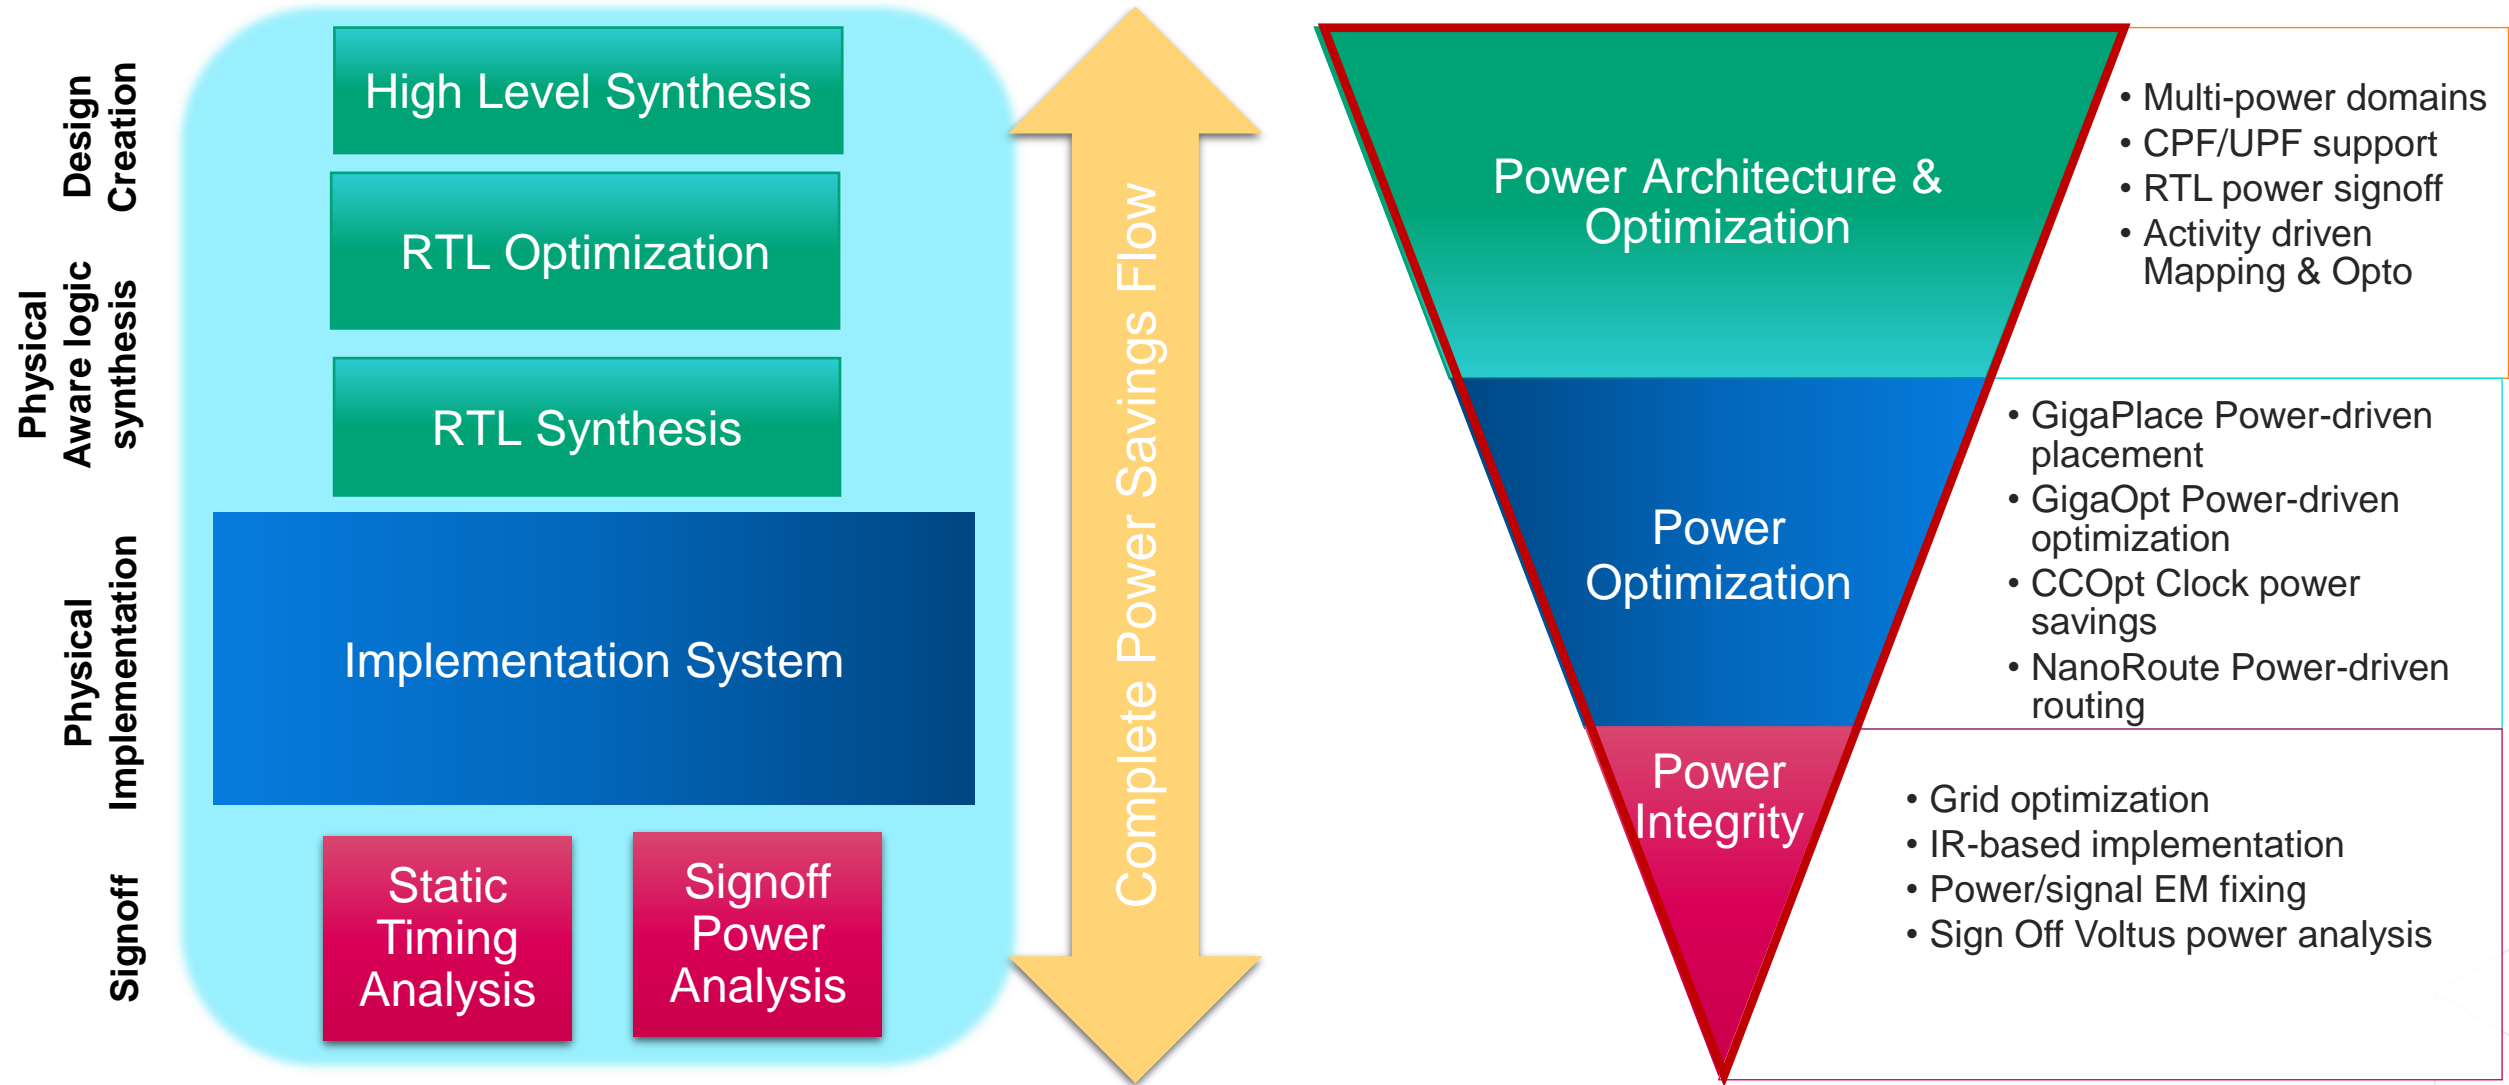 Design
Creation
Physical
Aware logic
synthesis
Physical
Implementation
Signoff
High Level Synthesis
RTL Optimization
RTL Synthesis
Implementation System
Static
Timing
Analysis
Signoff
Power
Analysis
Complete Power Savings Flow
Power Architecture &
Optimization
Power
Optimization
Power
Integrity
• Multi-power domains
• CPF/UPF support
• RTL power signoff
• Activity driven
Mapping & Opto
• GigaPlace Power-driven
placement
• GigaOpt Power-driven
optimization
• CCOpt Clock power
savings
• NanoRoute Power-driven
routing
• Grid optimization
• IR-based implementation
• Power/signal EM fixing
• Sign Off Voltus power analysis